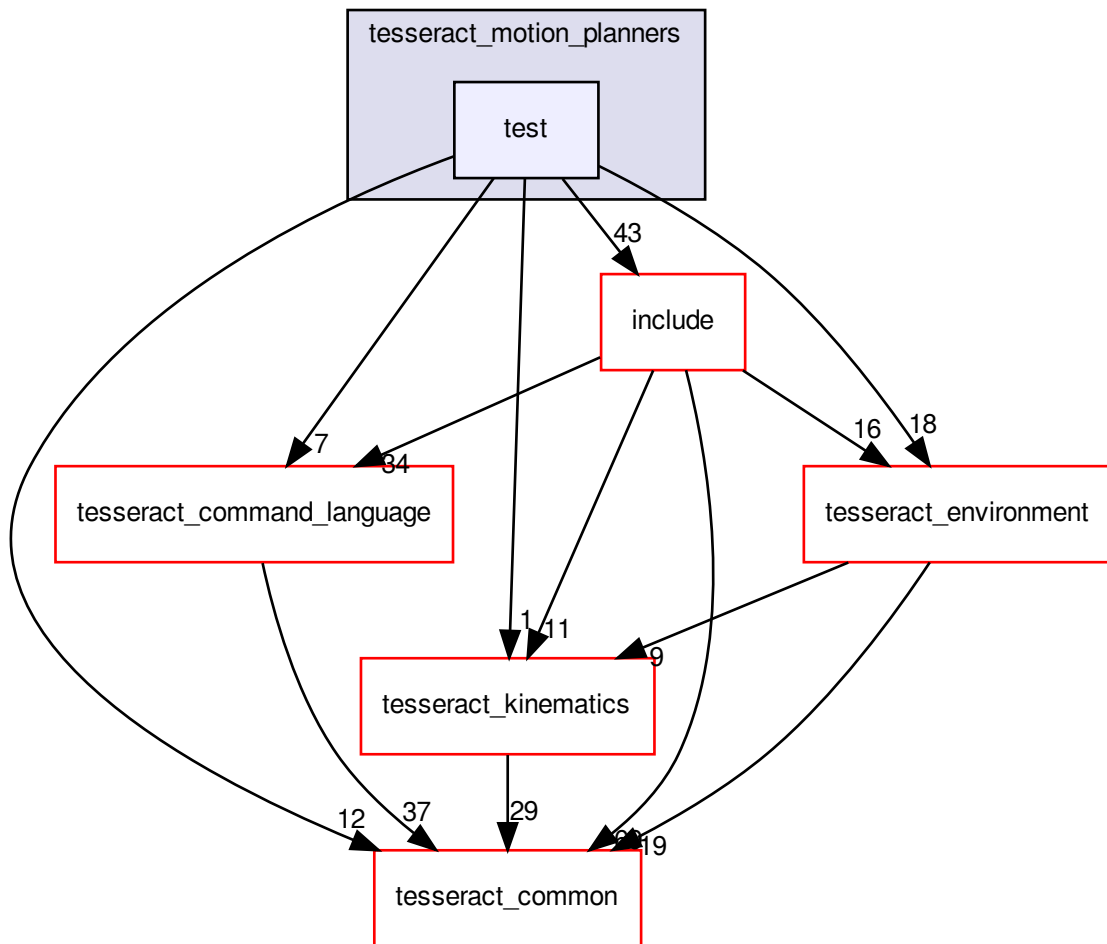 tesseract_motion_planners
test
43
include
7
34
16
18
tesseract_command_language
tesseract_environment
1
11
9
tesseract_kinematics
12
37
29
19
tesseract_common